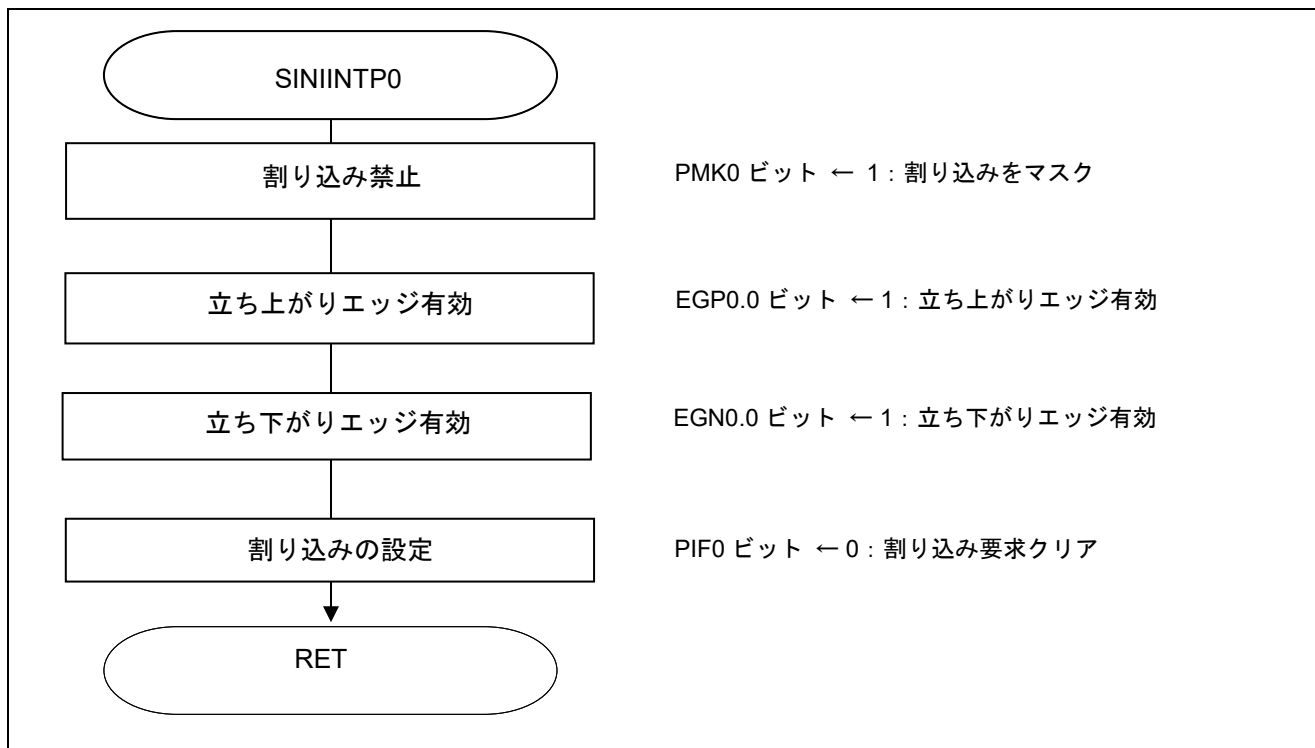 SINIINTP0
割り込み禁止
PMK0 ビット ← 1：割り込みをマスク
立ち上がりエッジ有効
EGP0.0 ビット ← 1：立ち上がりエッジ有効
立ち下がりエッジ有効
EGN0.0 ビット ← 1：立ち下がりエッジ有効
割り込みの設定
PIF0 ビット ← 0：割り込み要求クリア
RET